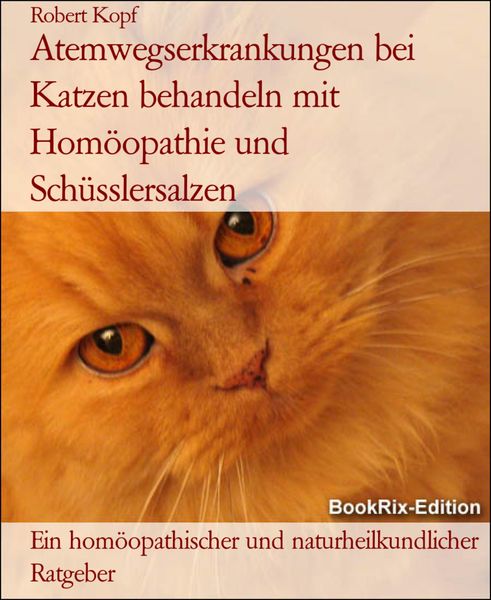 Robert Kopf
Atemwegserkrankungen bei
Katzen behandeln mit
Homöopathie und
Schüsslersalzen
BookRix-Edition
Ein homöopathischer und naturheilkundlicher
Ratgeber